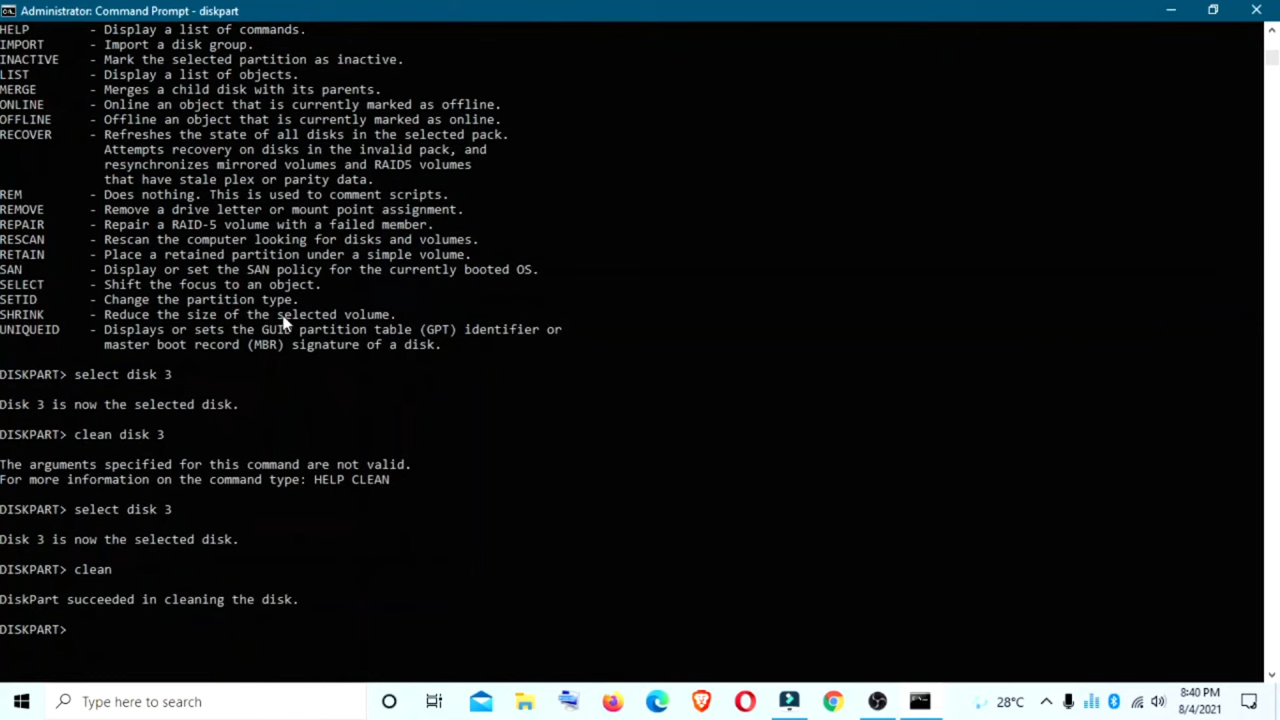 Administrator: Command Prompt - diskpart
HELP - Display a list of commands.
IMPORT - Import a disk group.
INACTIVE - Mark the selected partition as inactive.
LIST - Display a list of objects.
MERGE - Merges a child disk with its parents.
ONLINE - Online an object that is currently marked as offline.
OFFLINE - Offline an object that is currently marked as online.
RECOVER - Refreshes the state of all disks in the selected pack.
Attempts recovery on disks in the invalid pack, and
resynchronizes mirrored volumes and RAID5 volumes
that have stale plex or parity data.
REM - Does nothing. This is used to comment scripts.
REMOVE - Remove a drive letter or mount point assignment.
REPAIR - Repair a RAID-5 volume with a failed member.
RESCAN - Rescan the computer looking for disks and volumes.
RETAIN - Place a retained partition under a simple volume.
SAN - Display or set the SAN policy for the currently booted OS.
SELECT - Shift the focus to an object.
SETID - Change the partition type.
SHRINK - Reduce the size of the selected volume.
UNIQUEID - Displays or sets the GUID partition table (GPT) identifier or
master boot record (MBR) signature of a disk.
DISKPART> select disk 3
Disk 3 is now the selected disk.
DISKPART> clean disk 3
The arguments specified for this command are not valid.
For more information on the command type: HELP CLEAN
DISKPART> select disk 3
Disk 3 is now the selected disk.
DISKPART> clean
DiskPart succeeded in cleaning the disk.
DISKPART>
Type here to search
28°C
8:40 PM
8/4/2021